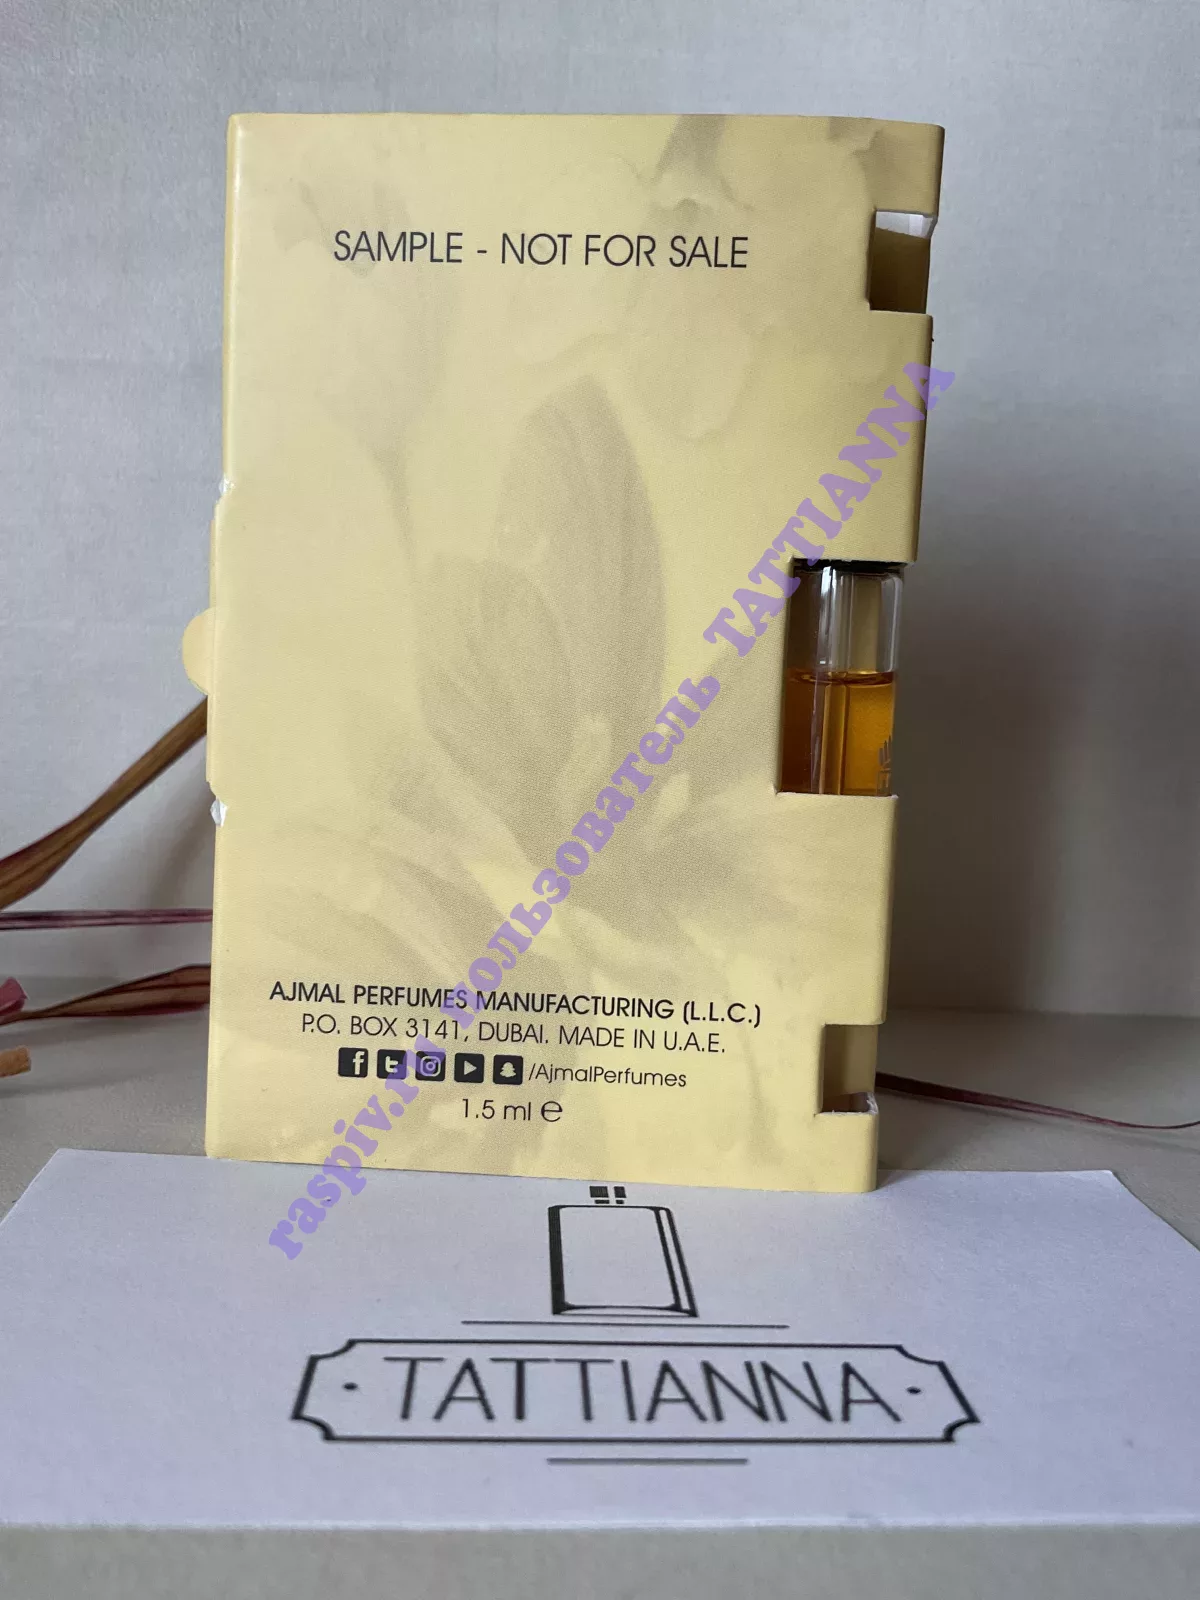 SAMPLE - NOT FOR SALE
AJMAL PERFUMES MANUFACTURING (L.L.C.)
P.O. BOX 3141, DUBAI. MADE IN U.A.E.
/AjmalPerfumes
1.5 ml ℮
raspiv.ru пользователь TATTIANNA
· TATTIANNA ·